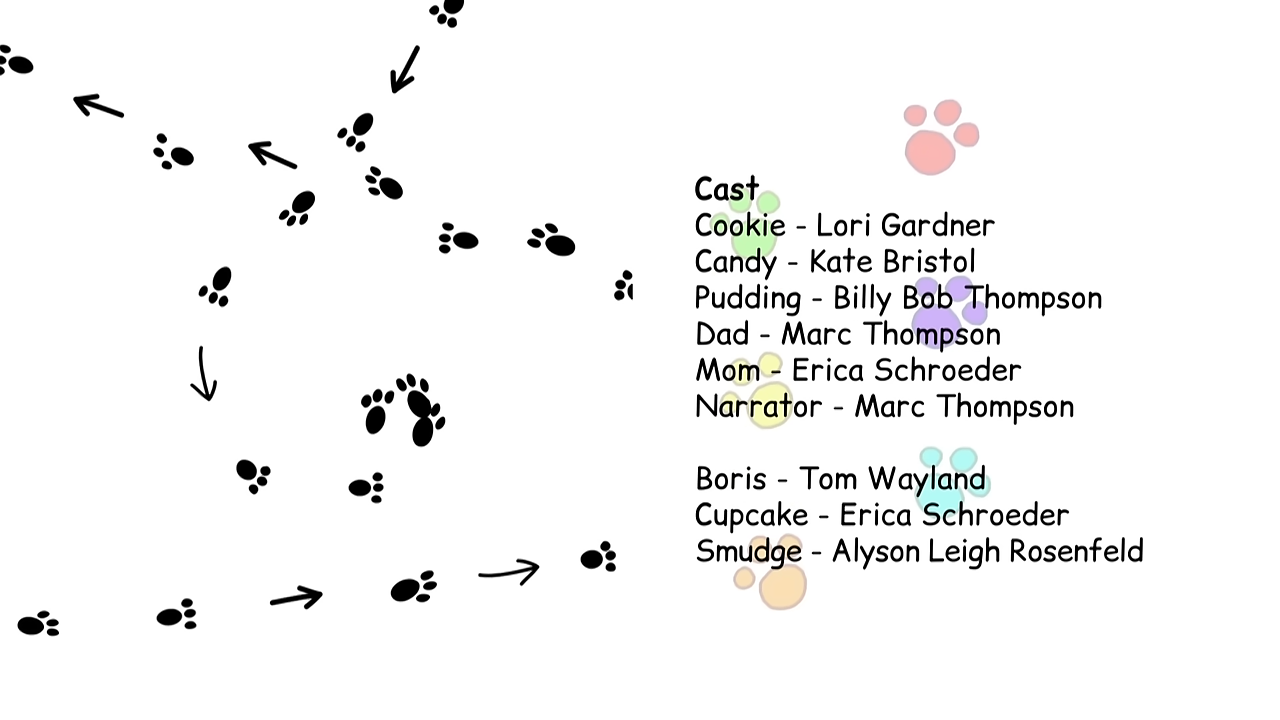 Cast
Cookie - Lori Gardner
Candy - Kate Bristol
Pudding - Billy Bob Thompson
Dad - Marc Thompson
Mom - Erica Schroeder
Narrator - Marc Thompson
Boris - Tom Wayland
Cupcake - Erica Schroeder
Smudge - Alyson Leigh Rosenfeld